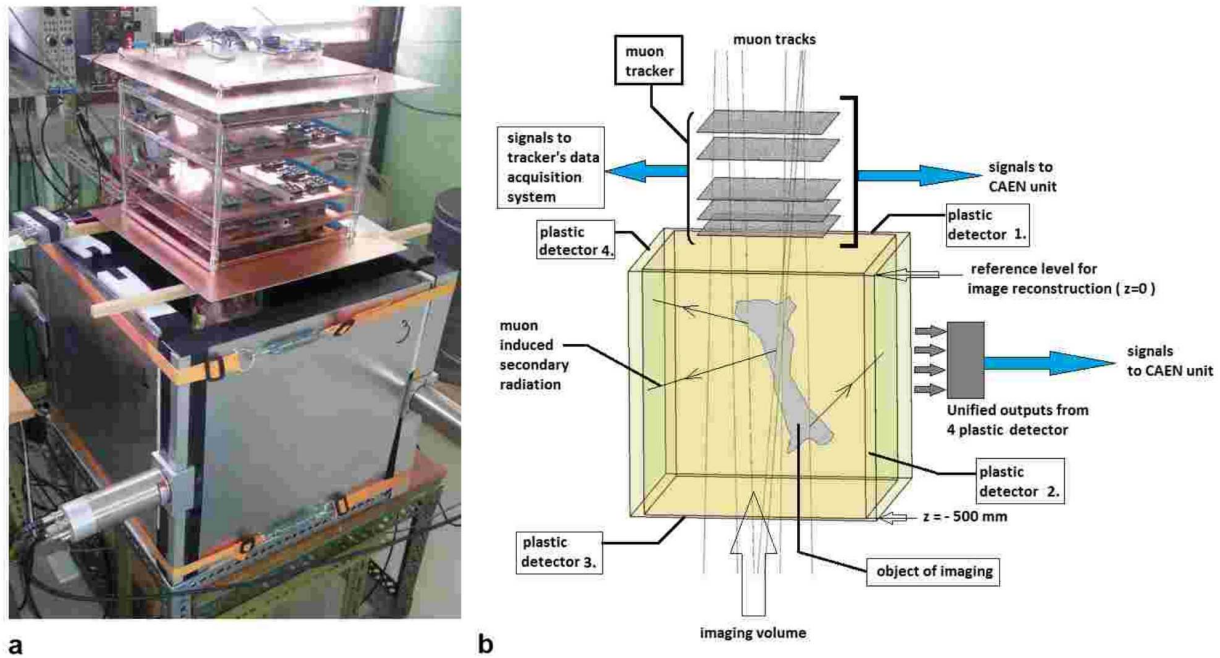 muon tracks
muon
tracker
signals to
tracker's data
acquisition
system
signals to
CAEN unit
plastic
detector 1.
plastic
detector 4.
reference level for
image reconstruction ( z=0 )
muon
induced
secondary
radiation
signals
to CAEN unit
Unified outputs from
4 plastic detector
plastic
detector 2.
z = - 500 mm
plastic
detector 3.
object of imaging
imaging volume
a
b